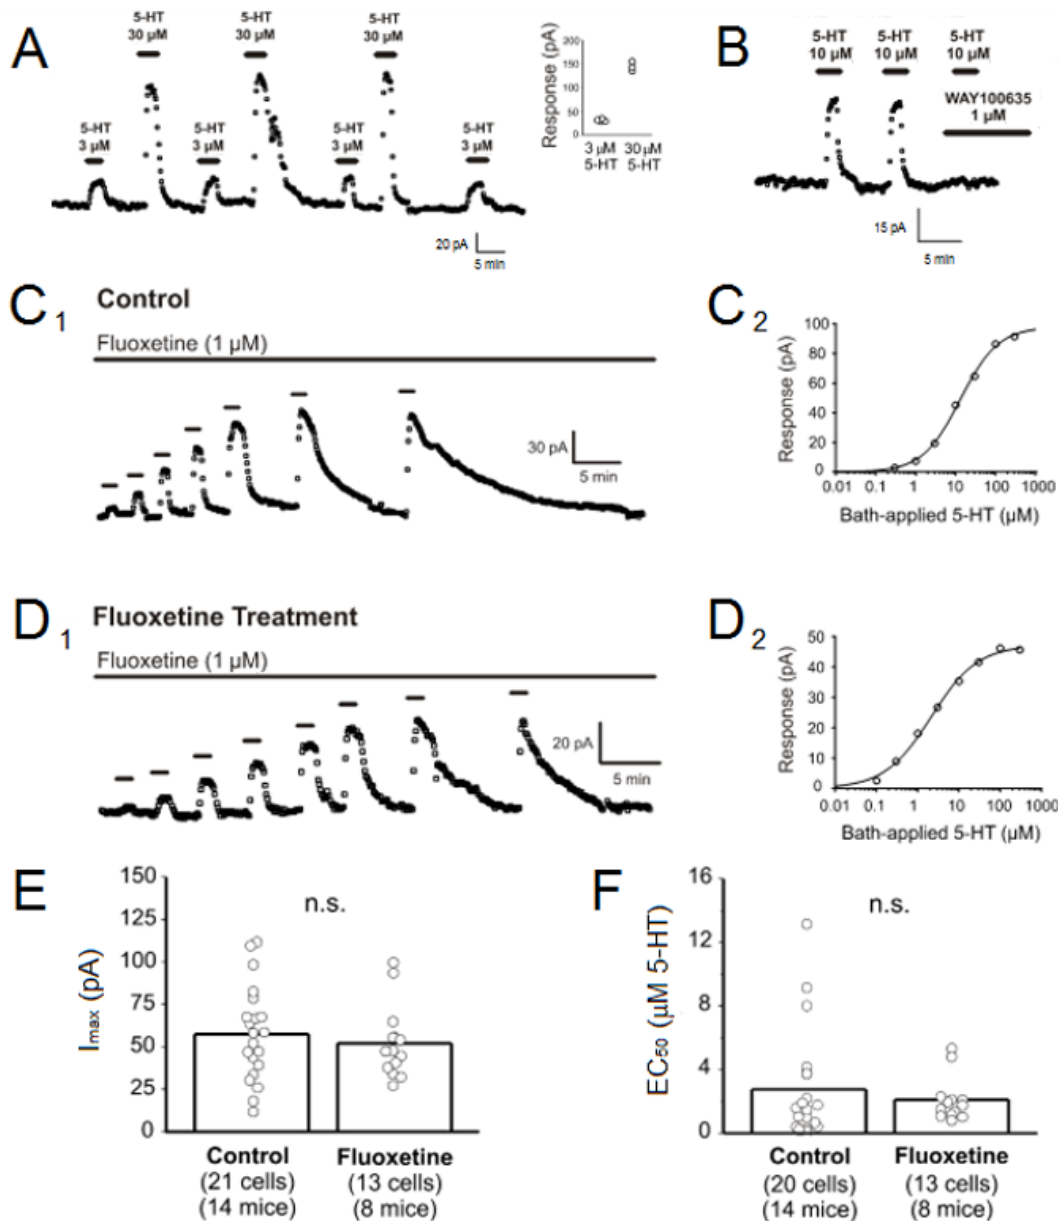 A
5-HT
30 µM
5-HT
30 µM
5-HT
30 µM
5-HT
3 µM
5-HT
3 µM
5-HT
3 µM
5-HT
3 µM
20 pA
5 min
Response (pA)
200
150
100
50
0
3 µM
5-HT
30 µM
5-HT
B
5-HT
10 µM
5-HT
10 µM
5-HT
10 µM
WAY100635
1 µM
15 pA
5 min
C1
Control
Fluoxetine (1 µM)
30 pA
5 min
C2
Response (pA)
100
80
60
40
20
0
0.01 0.1 1 10 100 1000
Bath-applied 5-HT (µM)
D1
Fluoxetine Treatment
Fluoxetine (1 µM)
20 pA
5 min
D2
Response (pA)
50
40
30
20
10
0
0.01 0.1 1 10 100 1000
Bath-applied 5-HT (µM)
E
n.s.
Imax (pA)
150
125
100
75
50
25
0
Control
(21 cells)
(14 mice)
Fluoxetine
(13 cells)
(8 mice)
F
n.s.
EC50 (µM 5-HT)
16
12
8
4
0
Control
(20 cells)
(14 mice)
Fluoxetine
(13 cells)
(8 mice)